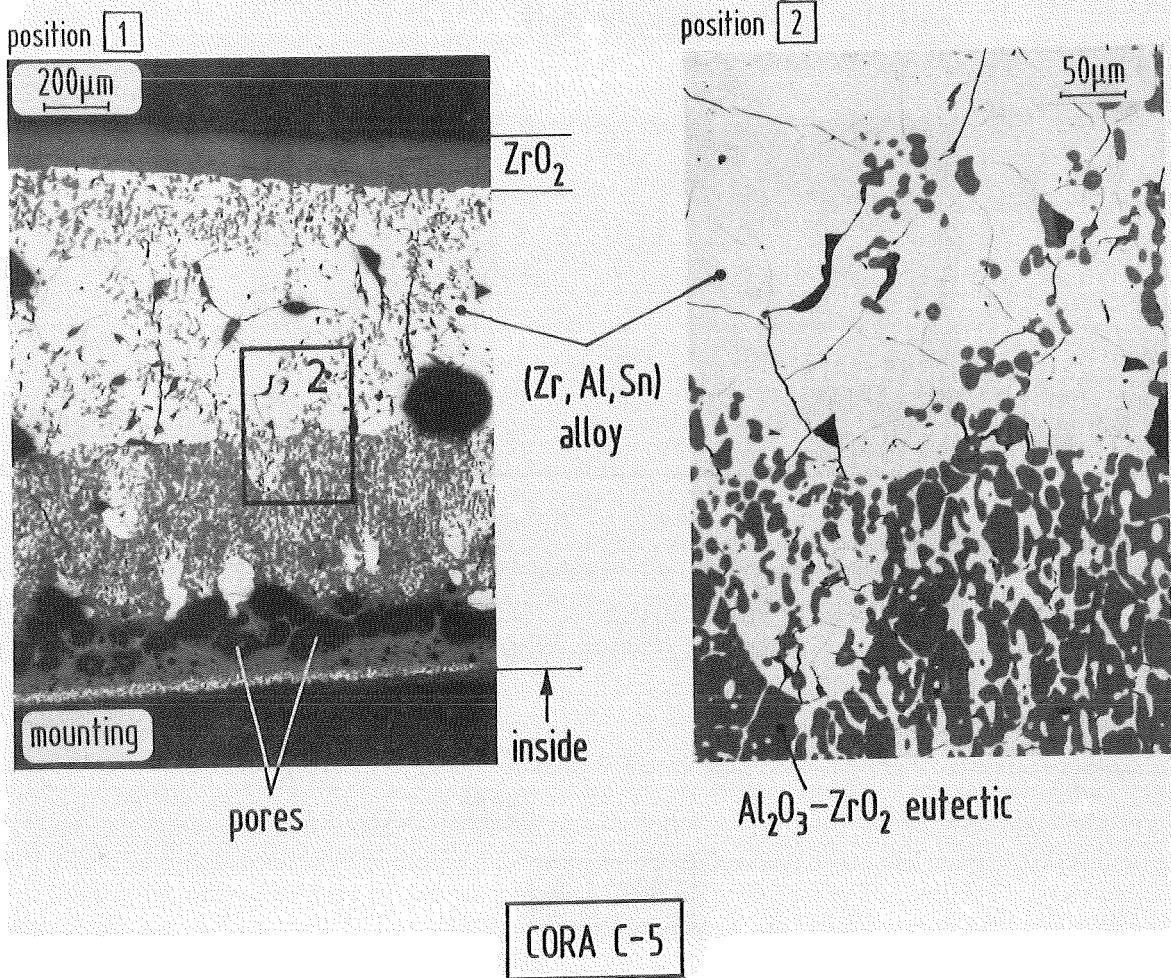 position 1
200µm
ZrO₂
2
mounting
pores
inside
position 2
50µm
(Zr, Al, Sn)
alloy
Al₂O₃-ZrO₂ eutectic
CORA C-5